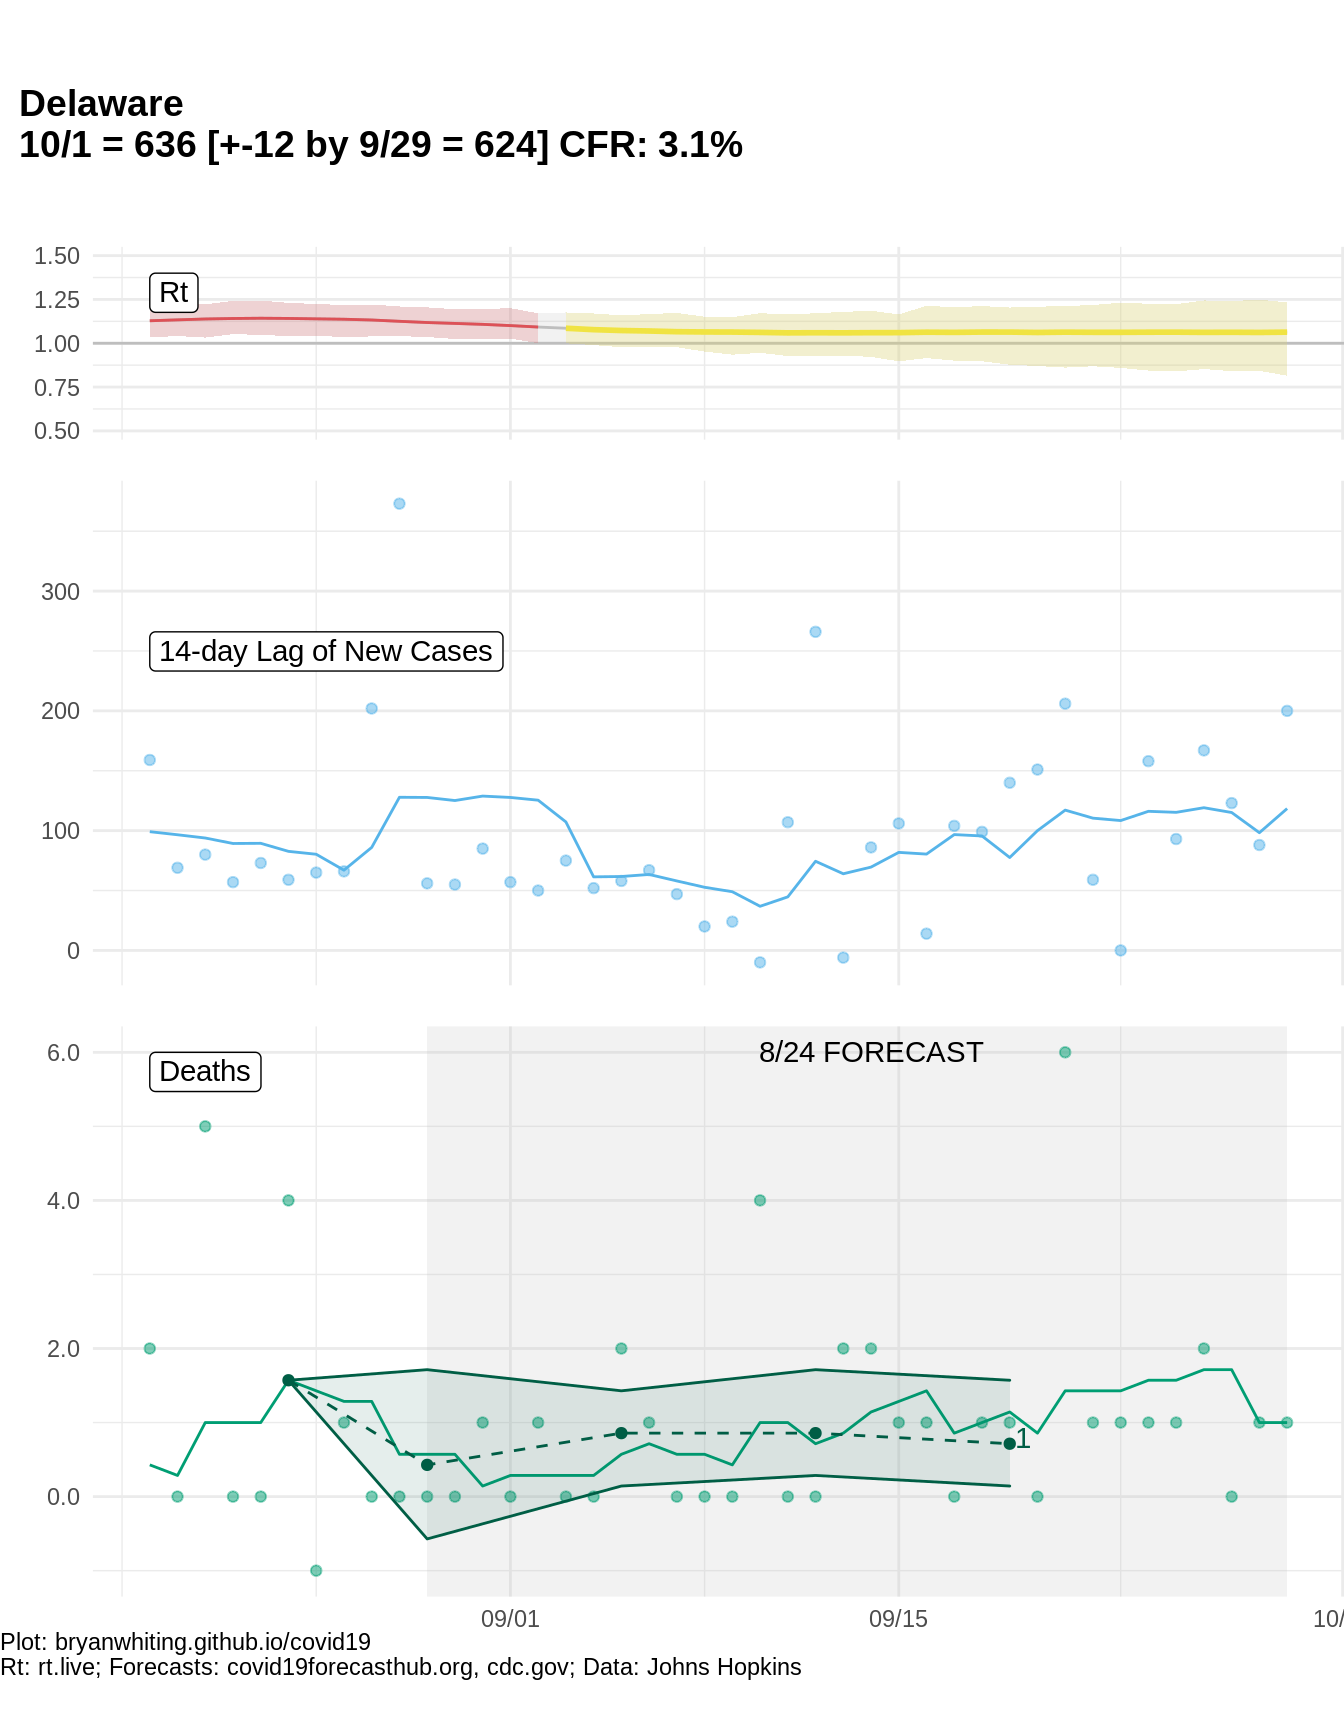 Delaware
10/1 = 636 [+-12 by 9/29 = 624] CFR: 3.1%
1.50
Rt
1.25
1.00
0.75
0.50
300
14-day Lag of New Cases
200
100
0
6.0
8/24 FORECAST
Deaths
4.0
2.0
1
0.0
09/01
09/15
10/
Plot: bryanwhiting.github.io/covid19
Rt: rt.live; Forecasts: covid19forecasthub.org, cdc.gov; Data: Johns Hopkins